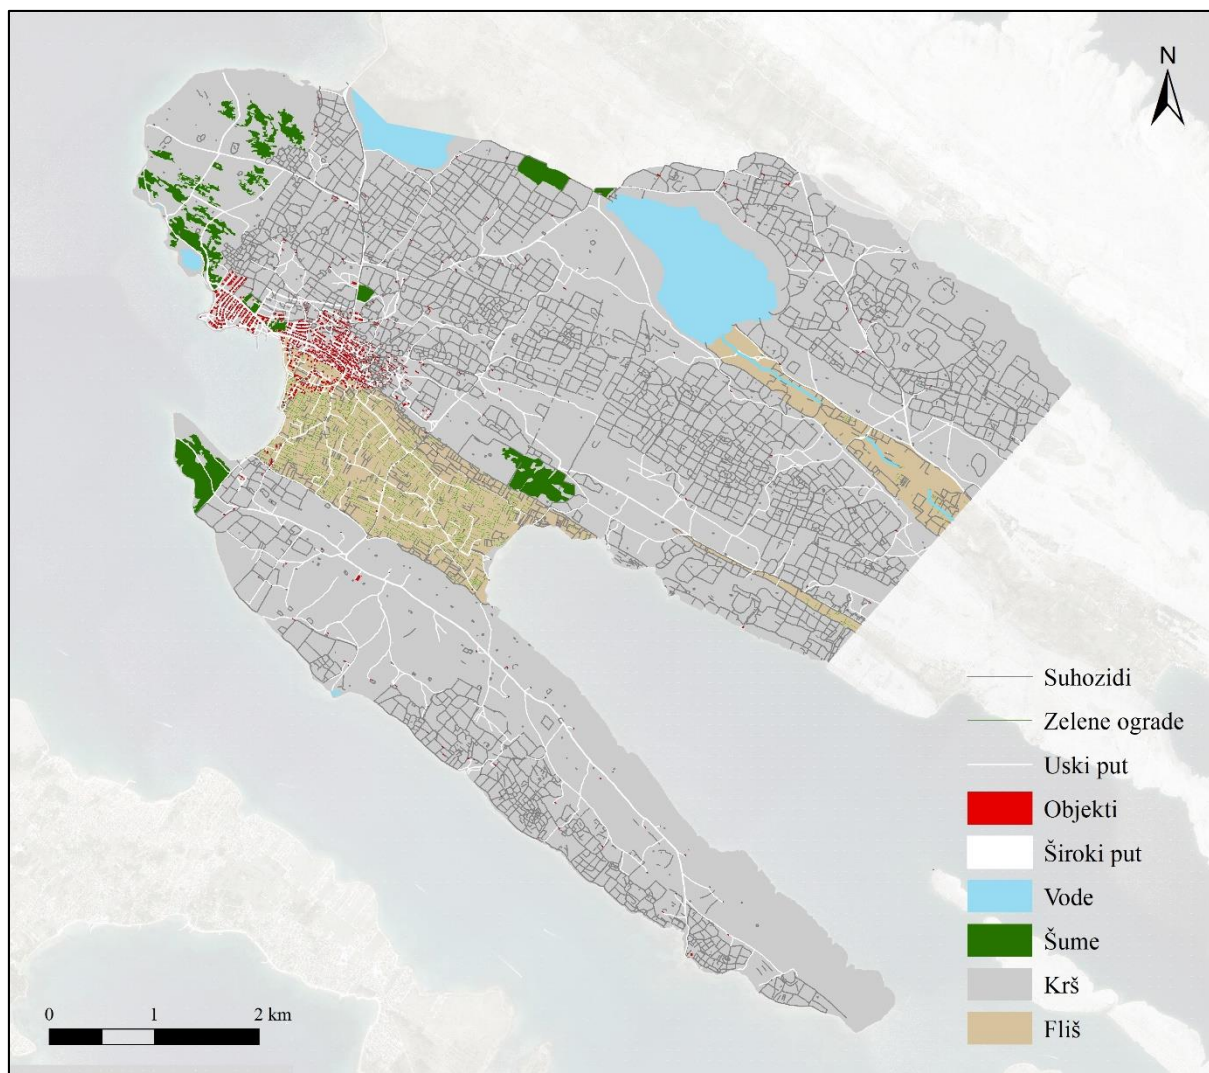 N
Suhozidi
Zelene ograde
Uski put
Objekti
Široki put
Vode
Šume
Krš
Fliš
0 1 2 km